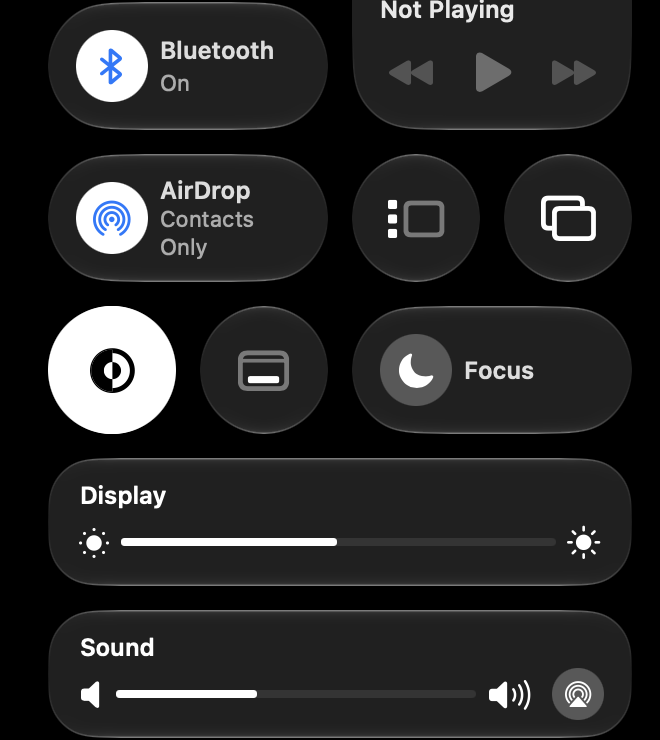 Bluetooth
On
Not Playing
AirDrop
Contacts
Only
Focus
Display
Sound